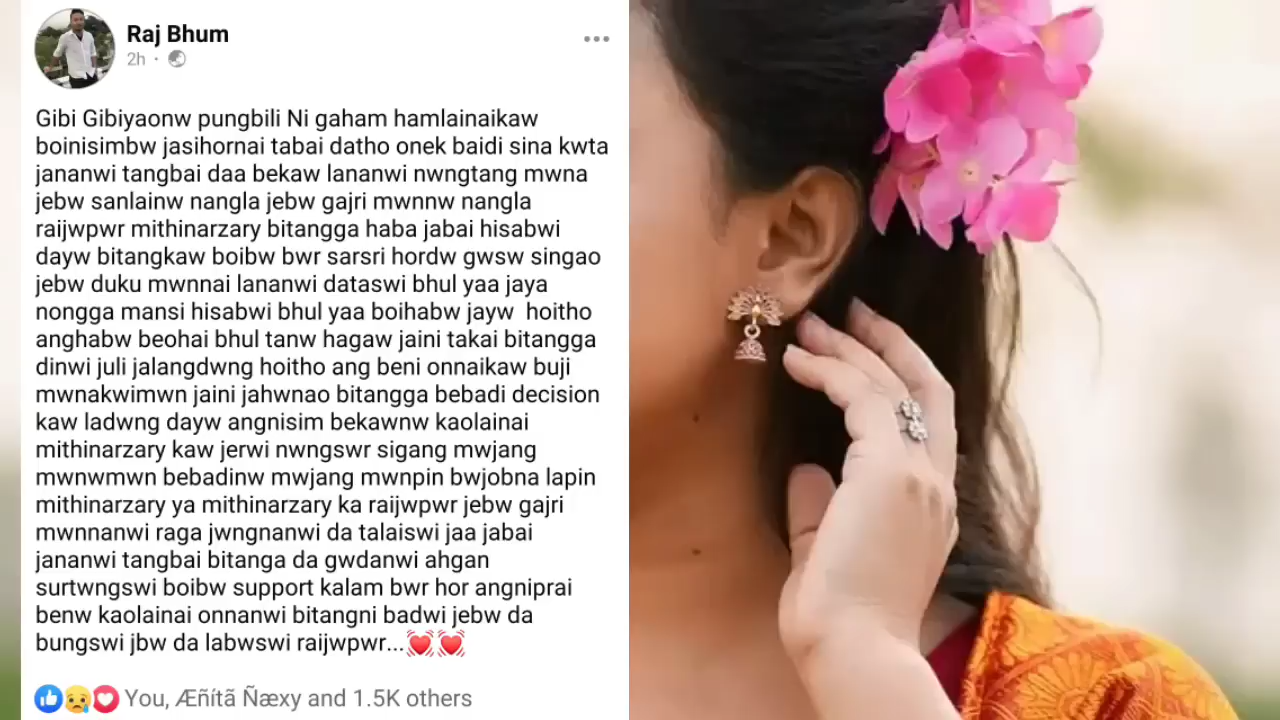 Raj Bhum
2h ·
Gibi Gibiyaonw pungbili Ni gaham hamlainaikaw
boinisimbw jasihornai tabai datho onek baidi sina kwta
jananwi tangbai daa bekaw lananwi nwngtang mwna
jebw sanlainw nangla jebw gajri mwnnw nangla
raijwpwr mithinarzary bitangga haba jabai hisabwi
dayw bitangkaw boibw bwr sarsri hordw gwsw singao
jebw duku mwnnai lananwi dataswi bhul yaa jaya
nongga mansi hisabwi bhul yaa boihabw jayw hoitho
anghabw beohai bhul tanw hagaw jaini takai bitangga
dinwi juli jalangdwng hoitho ang beni onnaikaw buji
mwnakwimwn jaini jahwnao bitangga bebadi decision
kaw ladwng dayw angnisim bekawnw kaolainai
mithinarzary kaw jerwi nwngswr sigang mwjang
mwnwmwn bebadinw mwjang mwnpin bwjobna lapin
mithinarzary ya mithinarzary ka raijwpwr jebw gajri
mwnnanwi raga jwngnanwi da talaiswi jaa jabai
jananwi tangbai bitanga da gwdanwi ahgan
surtwngswi boibw support kalam bwr hor angniprai
benw kaolainai onnanwi bitangni badwi jebw da
bungswi jbw da labwswi raijwpwr...💓💓
You, Æñítã Ñæxy and 1.5K others